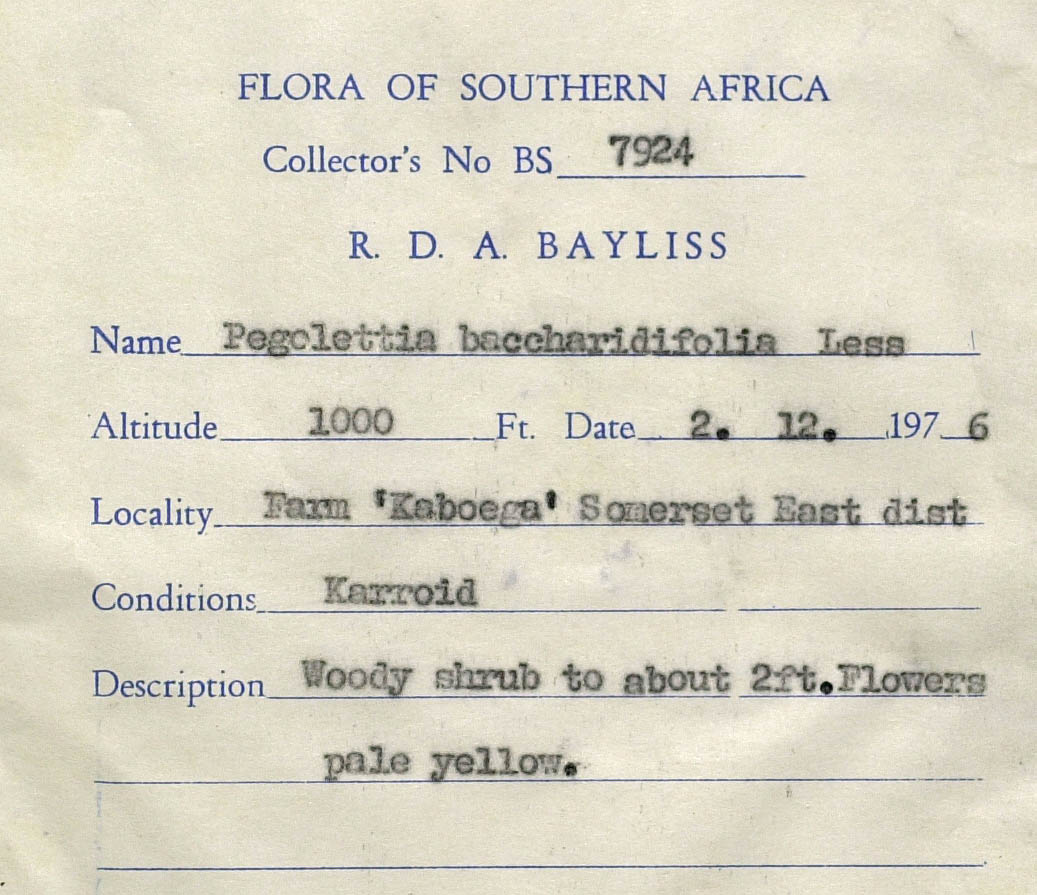 FLORA OF SOUTHERN AFRICA
Collector's No BS 7924
R. D. A. BAYLISS
Name Pegolettia baccharidifolia Less
Altitude 1000 Ft. Date 2. 12. 1976
Locality Farm 'Kaboega' Somerset East dist
Conditions Karroid
Description Woody shrub to about 2ft.Flowers
pale yellow.